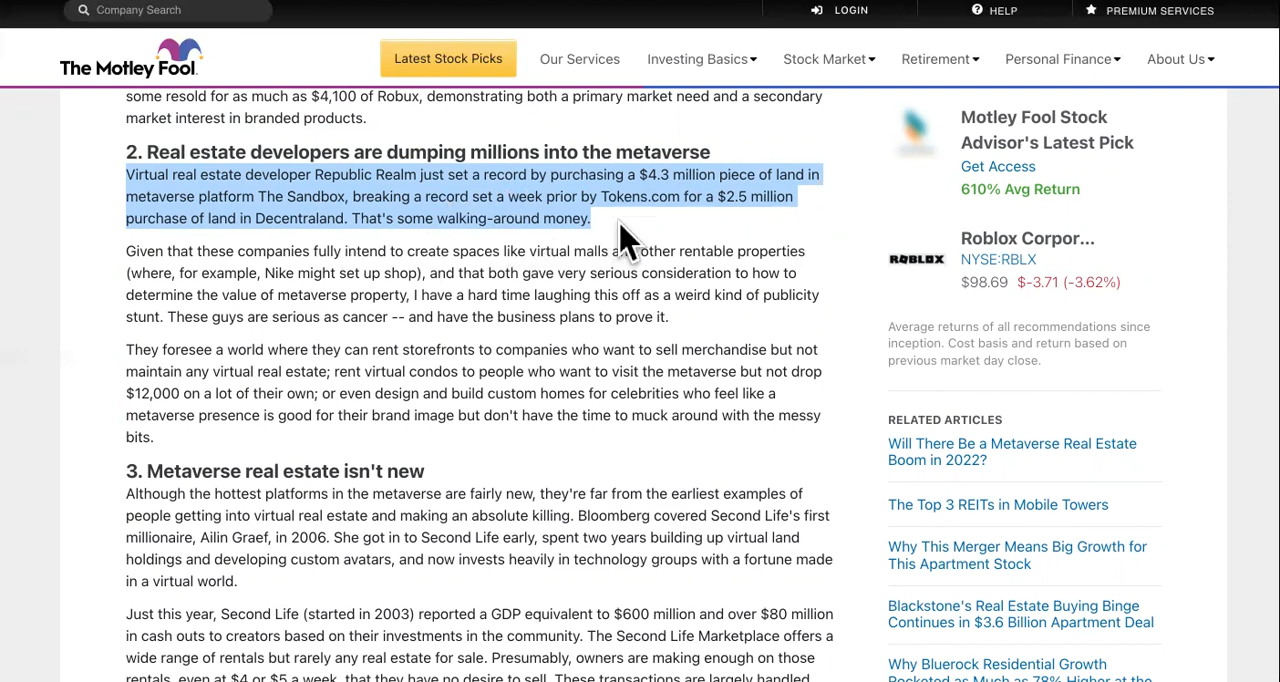 Company Search
LOGIN
HELP
PREMIUM SERVICES
The Motley Fool.
Latest Stock Picks
Our Services
Investing Basics
Stock Market
Retirement
Personal Finance
About Us
some resold for as much as $4,100 of Robux, demonstrating both a primary market need and a secondary
market interest in branded products.
2. Real estate developers are dumping millions into the metaverse
Virtual real estate developer Republic Realm just set a record by purchasing a $4.3 million piece of land in
metaverse platform The Sandbox, breaking a record set a week prior by Tokens.com for a $2.5 million
purchase of land in Decentraland. That's some walking-around money.
Given that these companies fully intend to create spaces like virtual malls other rentable properties
(where, for example, Nike might set up shop), and that both gave very serious consideration to how to
determine the value of metaverse property, I have a hard time laughing this off as a weird kind of publicity
stunt. These guys are serious as cancer -- and have the business plans to prove it.
They foresee a world where they can rent storefronts to companies who want to sell merchandise but not
maintain any virtual real estate; rent virtual condos to people who want to visit the metaverse but not drop
$12,000 on a lot of their own; or even design and build custom homes for celebrities who feel like a
metaverse presence is good for their brand image but don't have the time to muck around with the messy
bits.
3. Metaverse real estate isn't new
Although the hottest platforms in the metaverse are fairly new, they're far from the earliest examples of
people getting into virtual real estate and making an absolute killing. Bloomberg covered Second Life's first
millionaire, Ailin Graef, in 2006. She got in to Second Life early, spent two years building up virtual land
holdings and developing custom avatars, and now invests heavily in technology groups with a fortune made
in a virtual world.
Just this year, Second Life (started in 2003) reported a GDP equivalent to $600 million and over $80 million
in cash outs to creators based on their investments in the community. The Second Life Marketplace offers a
wide range of rentals but rarely any real estate for sale. Presumably, owners are making enough on those
rentals, even at $4 or $5 a week, that they have no desire to sell. These transactions are largely handled
Motley Fool Stock
Advisor's Latest Pick
Get Access
610% Avg Return
ROBLOX
Roblox Corpor...
NYSE:RBLX
$98.69 $-3.71 (-3.62%)
Average returns of all recommendations since
inception. Cost basis and return based on
previous market day close.
RELATED ARTICLES
Will There Be a Metaverse Real Estate
Boom in 2022?
The Top 3 REITs in Mobile Towers
Why This Merger Means Big Growth for
This Apartment Stock
Blackstone's Real Estate Buying Binge
Continues in $3.6 Billion Apartment Deal
Why Bluerock Residential Growth
Rocketed as Much as 78% Higher at the